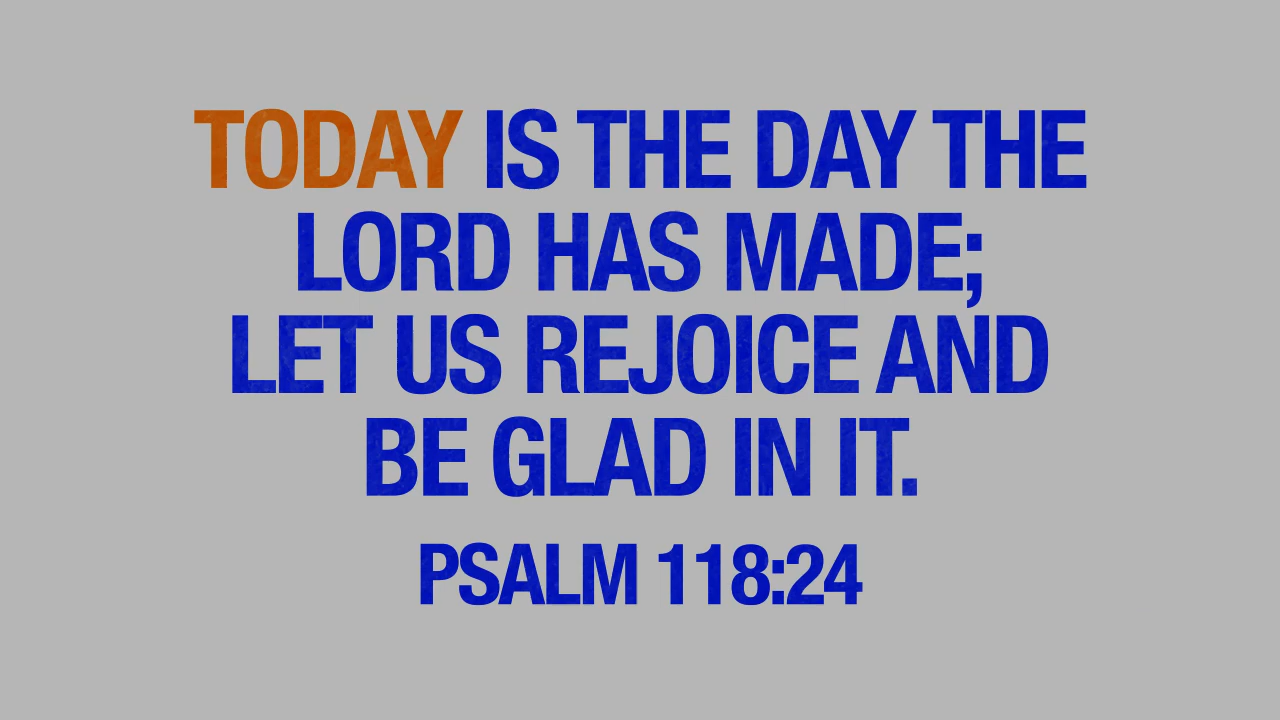 TODAY IS THE DAY THE
LORD HAS MADE;
LET US REJOICE AND
BE GLAD IN IT.
PSALM 118:24